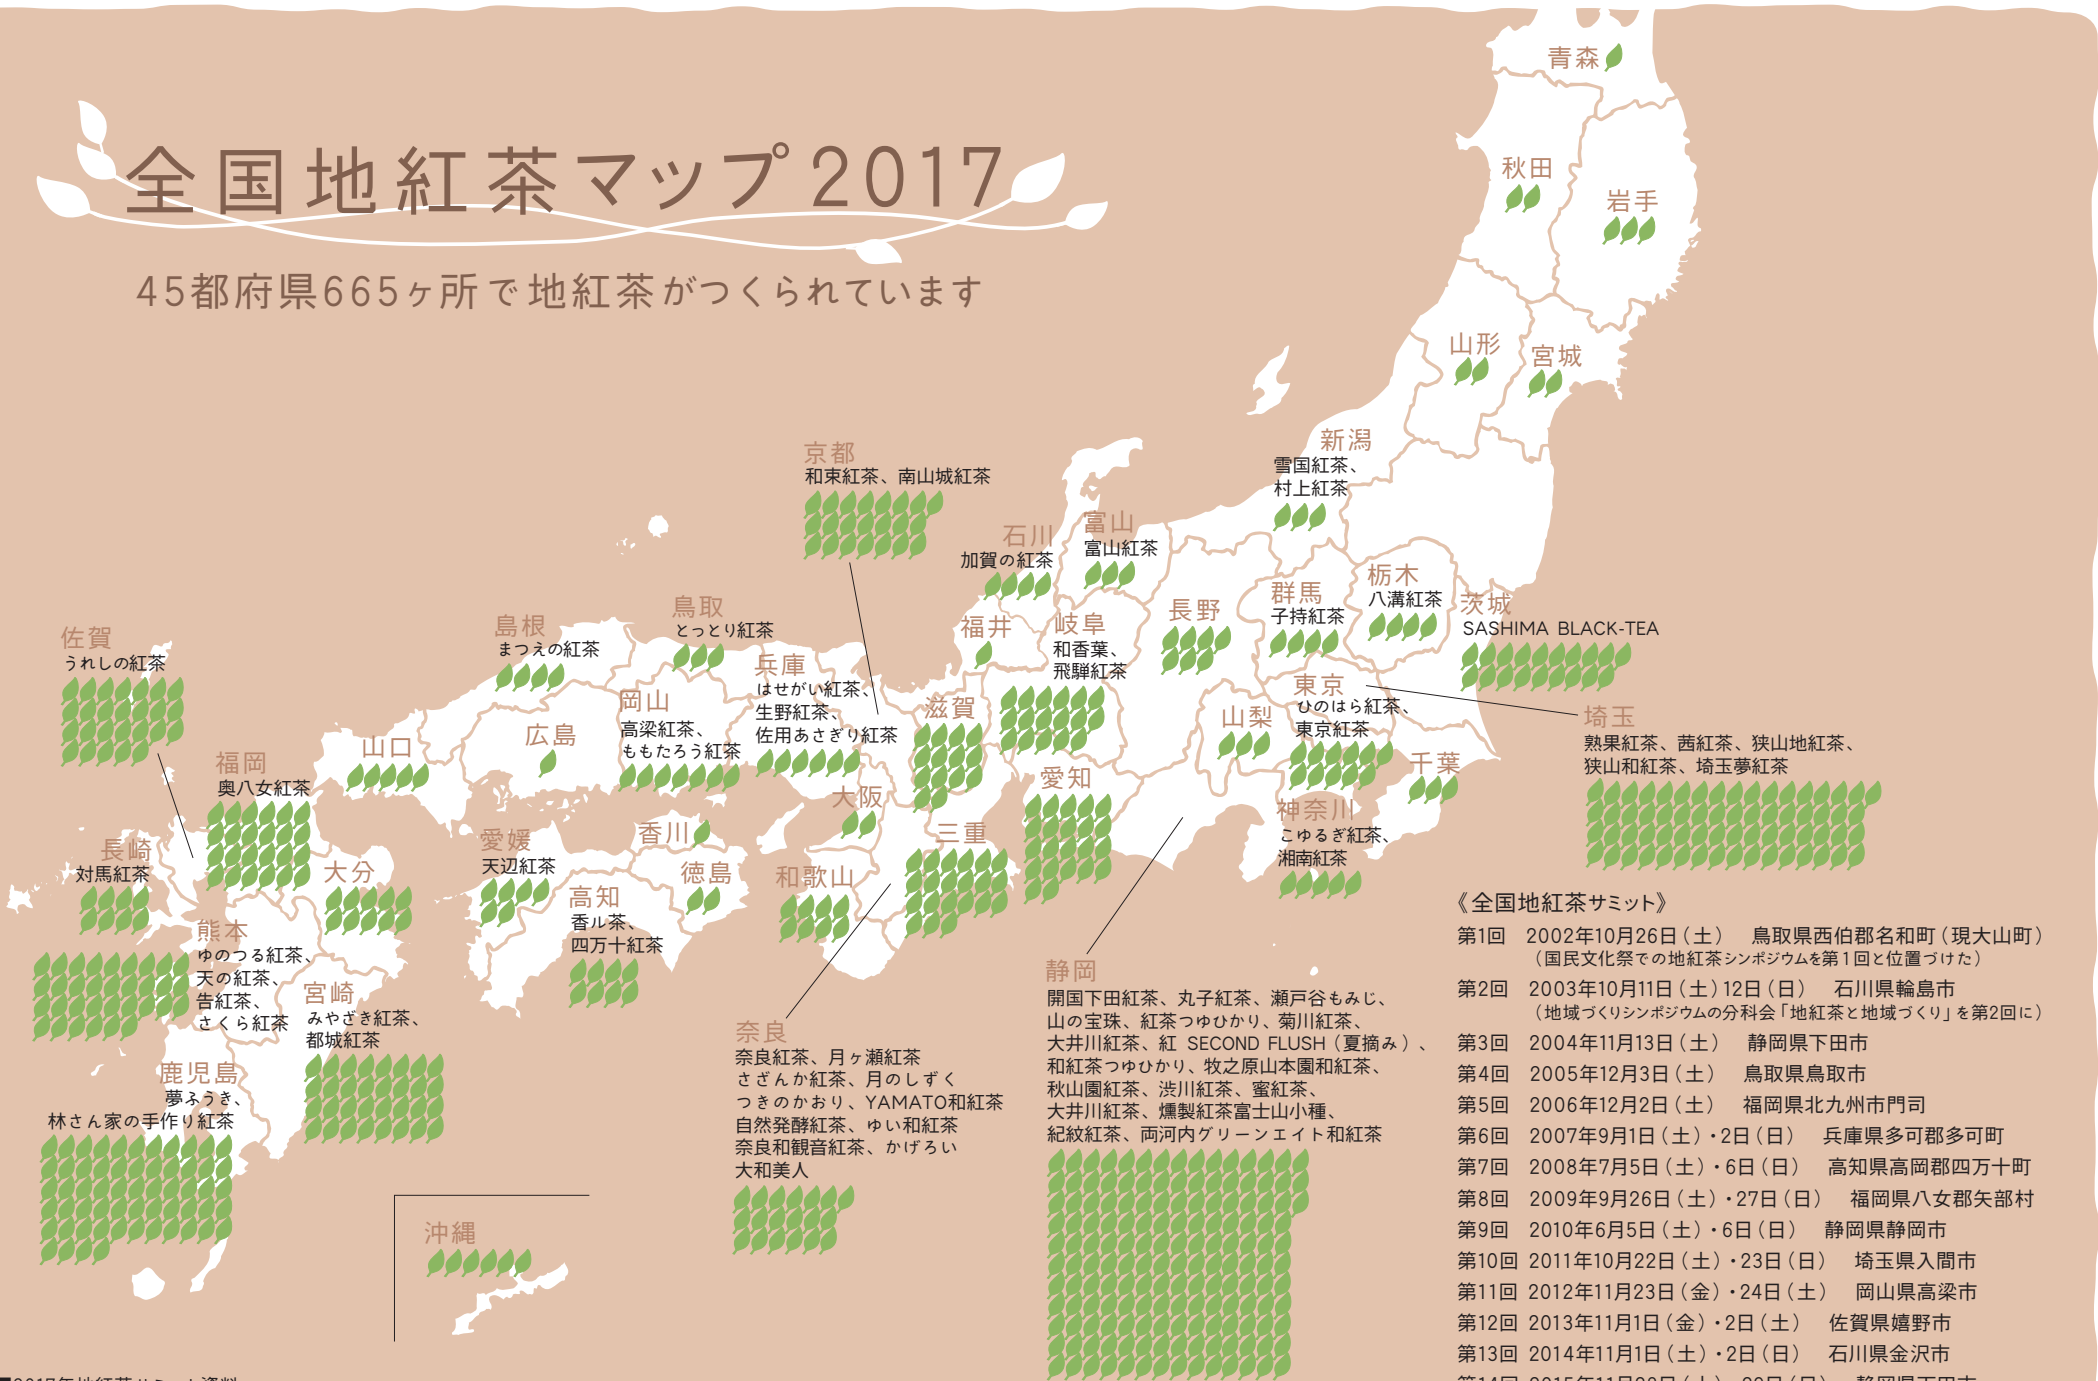 全国地紅茶マップ2017
45都府県665ヶ所で地紅茶がつくられています
青森
秋田
岩手
山形
宮城
新潟
雪国紅茶、
村上紅茶
京都
和束紅茶、南山城紅茶
石川
加賀の紅茶
富山
富山紅茶
福井
岐阜
和香葉、
飛騨紅茶
長野
群馬
子持紅茶
栃木
八溝紅茶
茨城
SASHIMA BLACK-TEA
東京
ひのはら紅茶、
東京紅茶
埼玉
熟果紅茶、茜紅茶、狭山地紅茶、
狭山和紅茶、埼玉夢紅茶
山梨
千葉
神奈川
こゆるぎ紅茶、
湘南紅茶
鳥取
とっとり紅茶
島根
まつえの紅茶
兵庫
はせがい紅茶、
生野紅茶、
佐用あさぎり紅茶
岡山
高梁紅茶、
ももたろう紅茶
広島
山口
滋賀
愛知
大阪
三重
和歌山
香川
徳島
愛媛
天辺紅茶
高知
香ル茶、
四万十紅茶
佐賀
うれしの紅茶
福岡
奥八女紅茶
長崎
対馬紅茶
大分
熊本
ゆのつる紅茶、
天の紅茶、
告紅茶、
さくら紅茶
宮崎
みやざき紅茶、
都城紅茶
鹿児島
夢ふうき、
林さん家の手作り紅茶
沖縄
奈良
奈良紅茶、月ヶ瀬紅茶
さざんか紅茶、月のしずく
つきのかおり、YAMATO和紅茶
自然発酵紅茶、ゆい和紅茶
奈良和観音紅茶、かげろい
大和美人
静岡
開国下田紅茶、丸子紅茶、瀬戸谷もみじ、
山の宝珠、紅茶つゆひかり、菊川紅茶、
大井川紅茶、紅 SECOND FLUSH（夏摘み）、
和紅茶つゆひかり、牧之原山本園和紅茶、
秋山園紅茶、渋川紅茶、蜜紅茶、
大井川紅茶、燻製紅茶富士山小種、
紀紋紅茶、両河内グリーンエイト和紅茶
《全国地紅茶サミット》
第1回 2002年10月26日（土） 鳥取県西伯郡名和町（現大山町）
（国民文化祭での地紅茶シンポジウムを第1回と位置づけた）
第2回 2003年10月11日（土）12日（日） 石川県輪島市
（地域づくりシンポジウムの分科会「地紅茶と地域づくり」を第2回に）
第3回 2004年11月13日（土） 静岡県下田市
第4回 2005年12月3日（土） 鳥取県鳥取市
第5回 2006年12月2日（土） 福岡県北九州市門司
第6回 2007年9月1日（土）・2日（日） 兵庫県多可郡多可町
第7回 2008年7月5日（土）・6日（日） 高知県高岡郡四万十町
第8回 2009年9月26日（土）・27日（日） 福岡県八女郡矢部村
第9回 2010年6月5日（土）・6日（日） 静岡県静岡市
第10回 2011年10月22日（土）・23日（日） 埼玉県入間市
第11回 2012年11月23日（金）・24日（土） 岡山県高梁市
第12回 2013年11月1日（金）・2日（土） 佐賀県嬉野市
第13回 2014年11月1日（土）・2日（日） 石川県金沢市